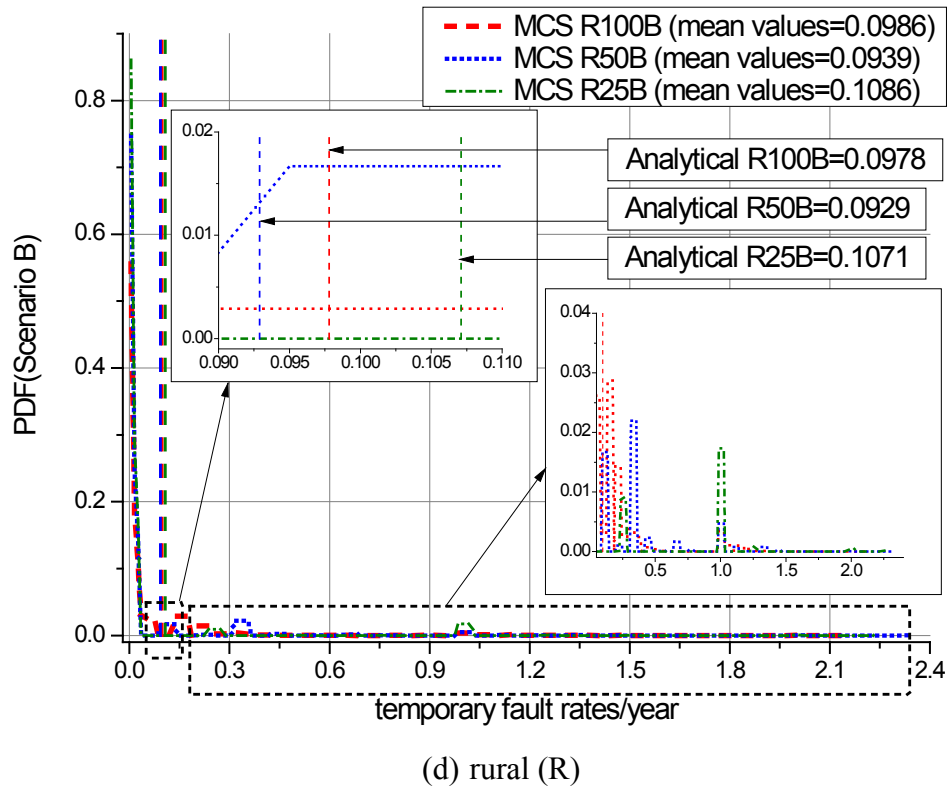 MCS R100B (mean values=0.0986)
MCS R50B (mean values=0.0939)
MCS R25B (mean values=0.1086)
Analytical R100B=0.0978
Analytical R50B=0.0929
Analytical R25B=0.1071
0.02
0.01
0.00
0.090 0.095 0.100 0.105 0.110
0.04
0.03
0.02
0.01
0.00
0.5 1.0 1.5 2.0
PDF(Scenario B)
0.8
0.6
0.4
0.2
0.0
0.0 0.3 0.6 0.9 1.2 1.5 1.8 2.1 2.4
temporary fault rates/year
(d) rural (R)